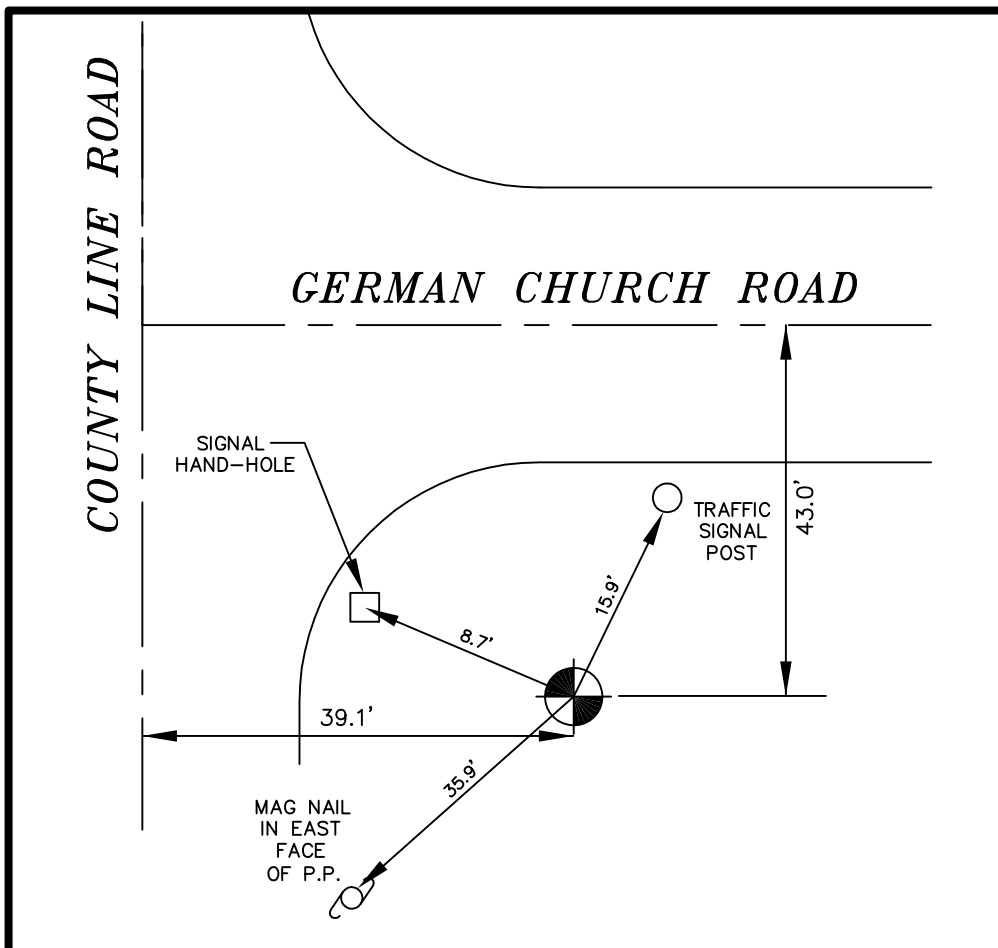 COUNTY LINE ROAD
GERMAN CHURCH ROAD
SIGNAL
HAND-HOLE
TRAFFIC
SIGNAL
POST
43.0'
15.9'
8.7'
39.1'
35.9'
MAG NAIL
IN EAST
FACE
OF P.P.